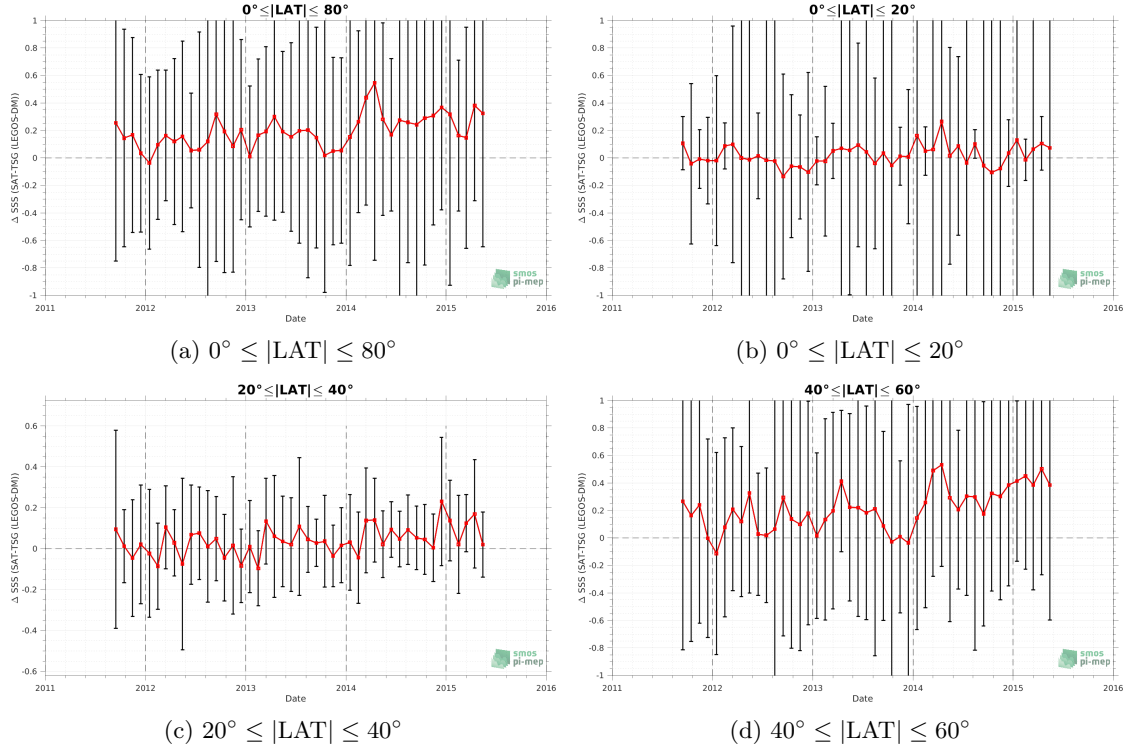 0°≤|LAT|≤ 80°
Δ SSS (SAT-TSG (LEGOS-DM))
1
0.8
0.6
0.4
0.2
0
-0.2
-0.4
-0.6
-0.8
-1
2011
2012
2013
2014
2015
2016
Date
smos
pi-mep
(a) 0° ≤ |LAT| ≤ 80°
0°≤|LAT|≤ 20°
Δ SSS (SAT-TSG (LEGOS-DM))
1
0.8
0.6
0.4
0.2
0
-0.2
-0.4
-0.6
-0.8
-1
2011
2012
2013
2014
2015
2016
Date
smos
pi-mep
(b) 0° ≤ |LAT| ≤ 20°
20°≤|LAT|≤ 40°
Δ SSS (SAT-TSG (LEGOS-DM))
0.6
0.4
0.2
0
-0.2
-0.4
-0.6
2011
2012
2013
2014
2015
2016
Date
smos
pi-mep
(c) 20° ≤ |LAT| ≤ 40°
40°≤|LAT|≤ 60°
Δ SSS (SAT-TSG (LEGOS-DM))
1
0.8
0.6
0.4
0.2
0
-0.2
-0.4
-0.6
-0.8
-1
2011
2012
2013
2014
2015
2016
Date
smos
pi-mep
(d) 40° ≤ |LAT| ≤ 60°